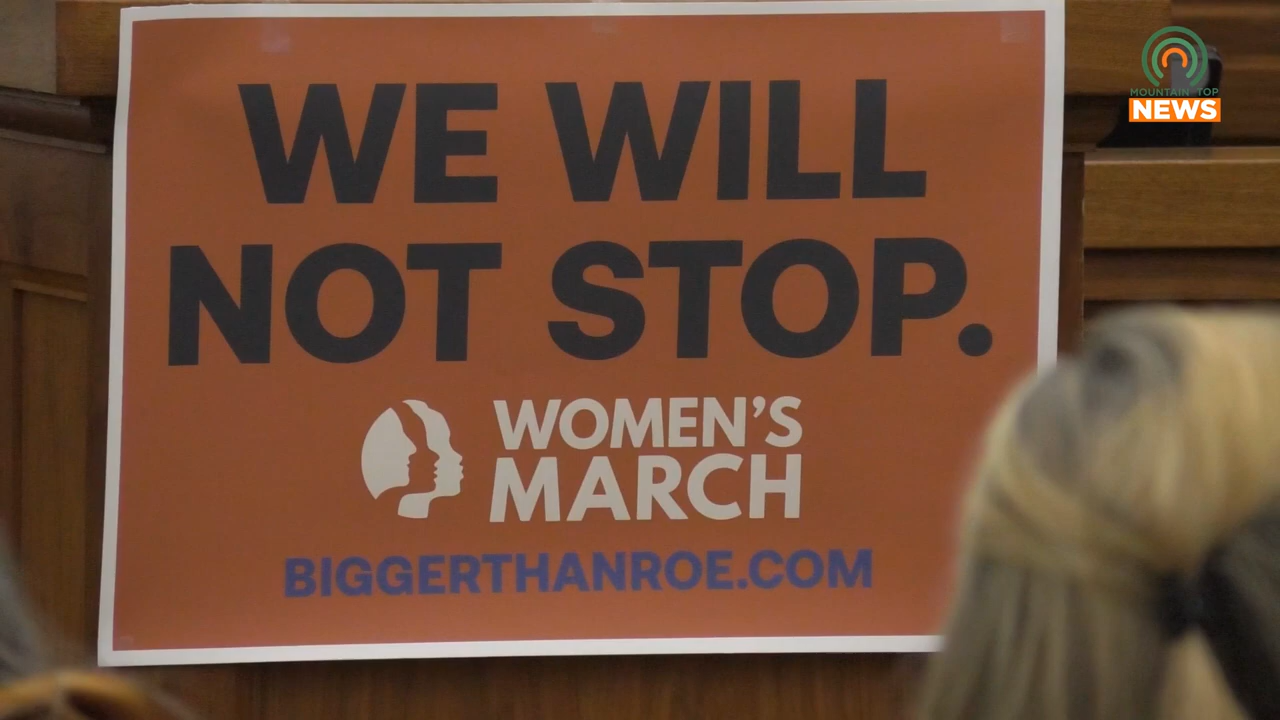 WE WILL
NOT STOP.
WOMEN'S
MARCH
BIGGERTHANROE.COM
MOUNTAIN TOP
NEWS